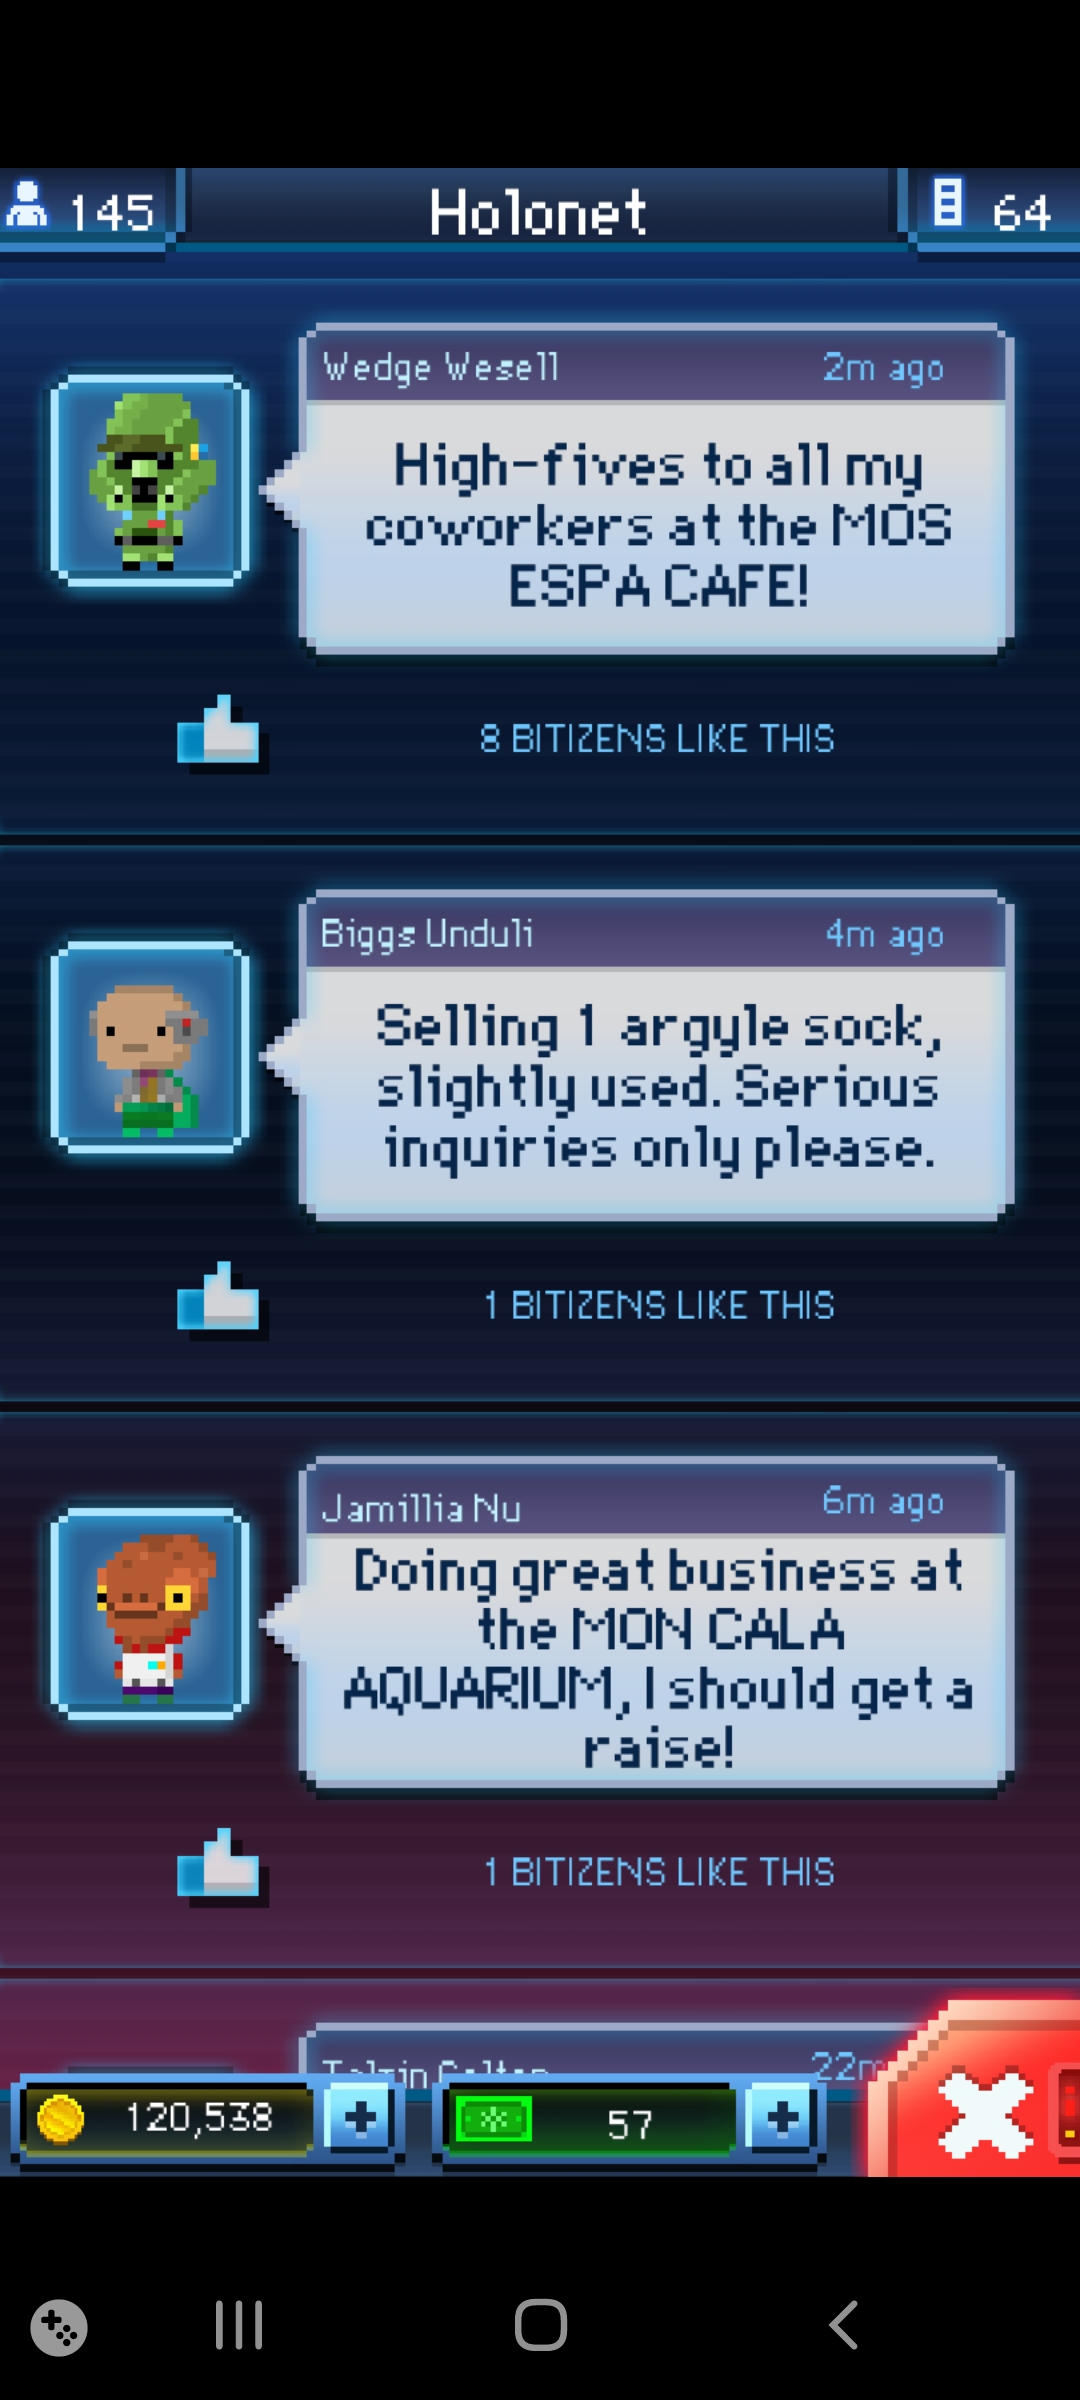 145
Holonet
64
Wedge Wesell
2m ago
High-fives to all my
coworkers at the MOS
ESPA CAFE!
8 BITIZENS LIKE THIS
Biggs Unduli
4m ago
Selling 1 argyle sock,
slightly used. Serious
inquiries only please.
1 BITIZENS LIKE THIS
Jamillia Nu
6m ago
Doing great business at
the MON CALA
AQUARIUM, I should get a
raise!
1 BITIZENS LIKE THIS
22m
120,538
57